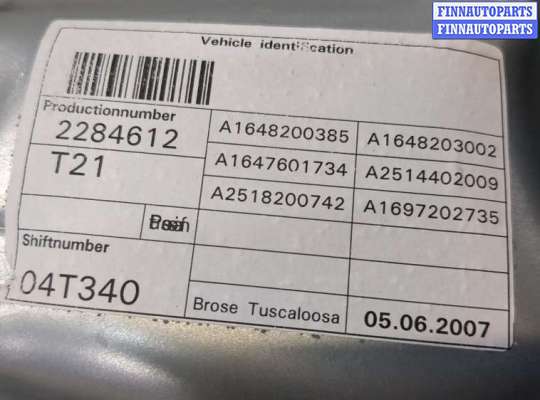 FINNAUTOPARTS
FINNAUTOPARTS
Vehicle identification
Productionnumber
2284612
T21
A1648200385 A1648203002
A1647601734 A2514402009
A2518200742 A1697202735
Shiftnumber
04T340
Brose Tuscaloosa
05.06.2007